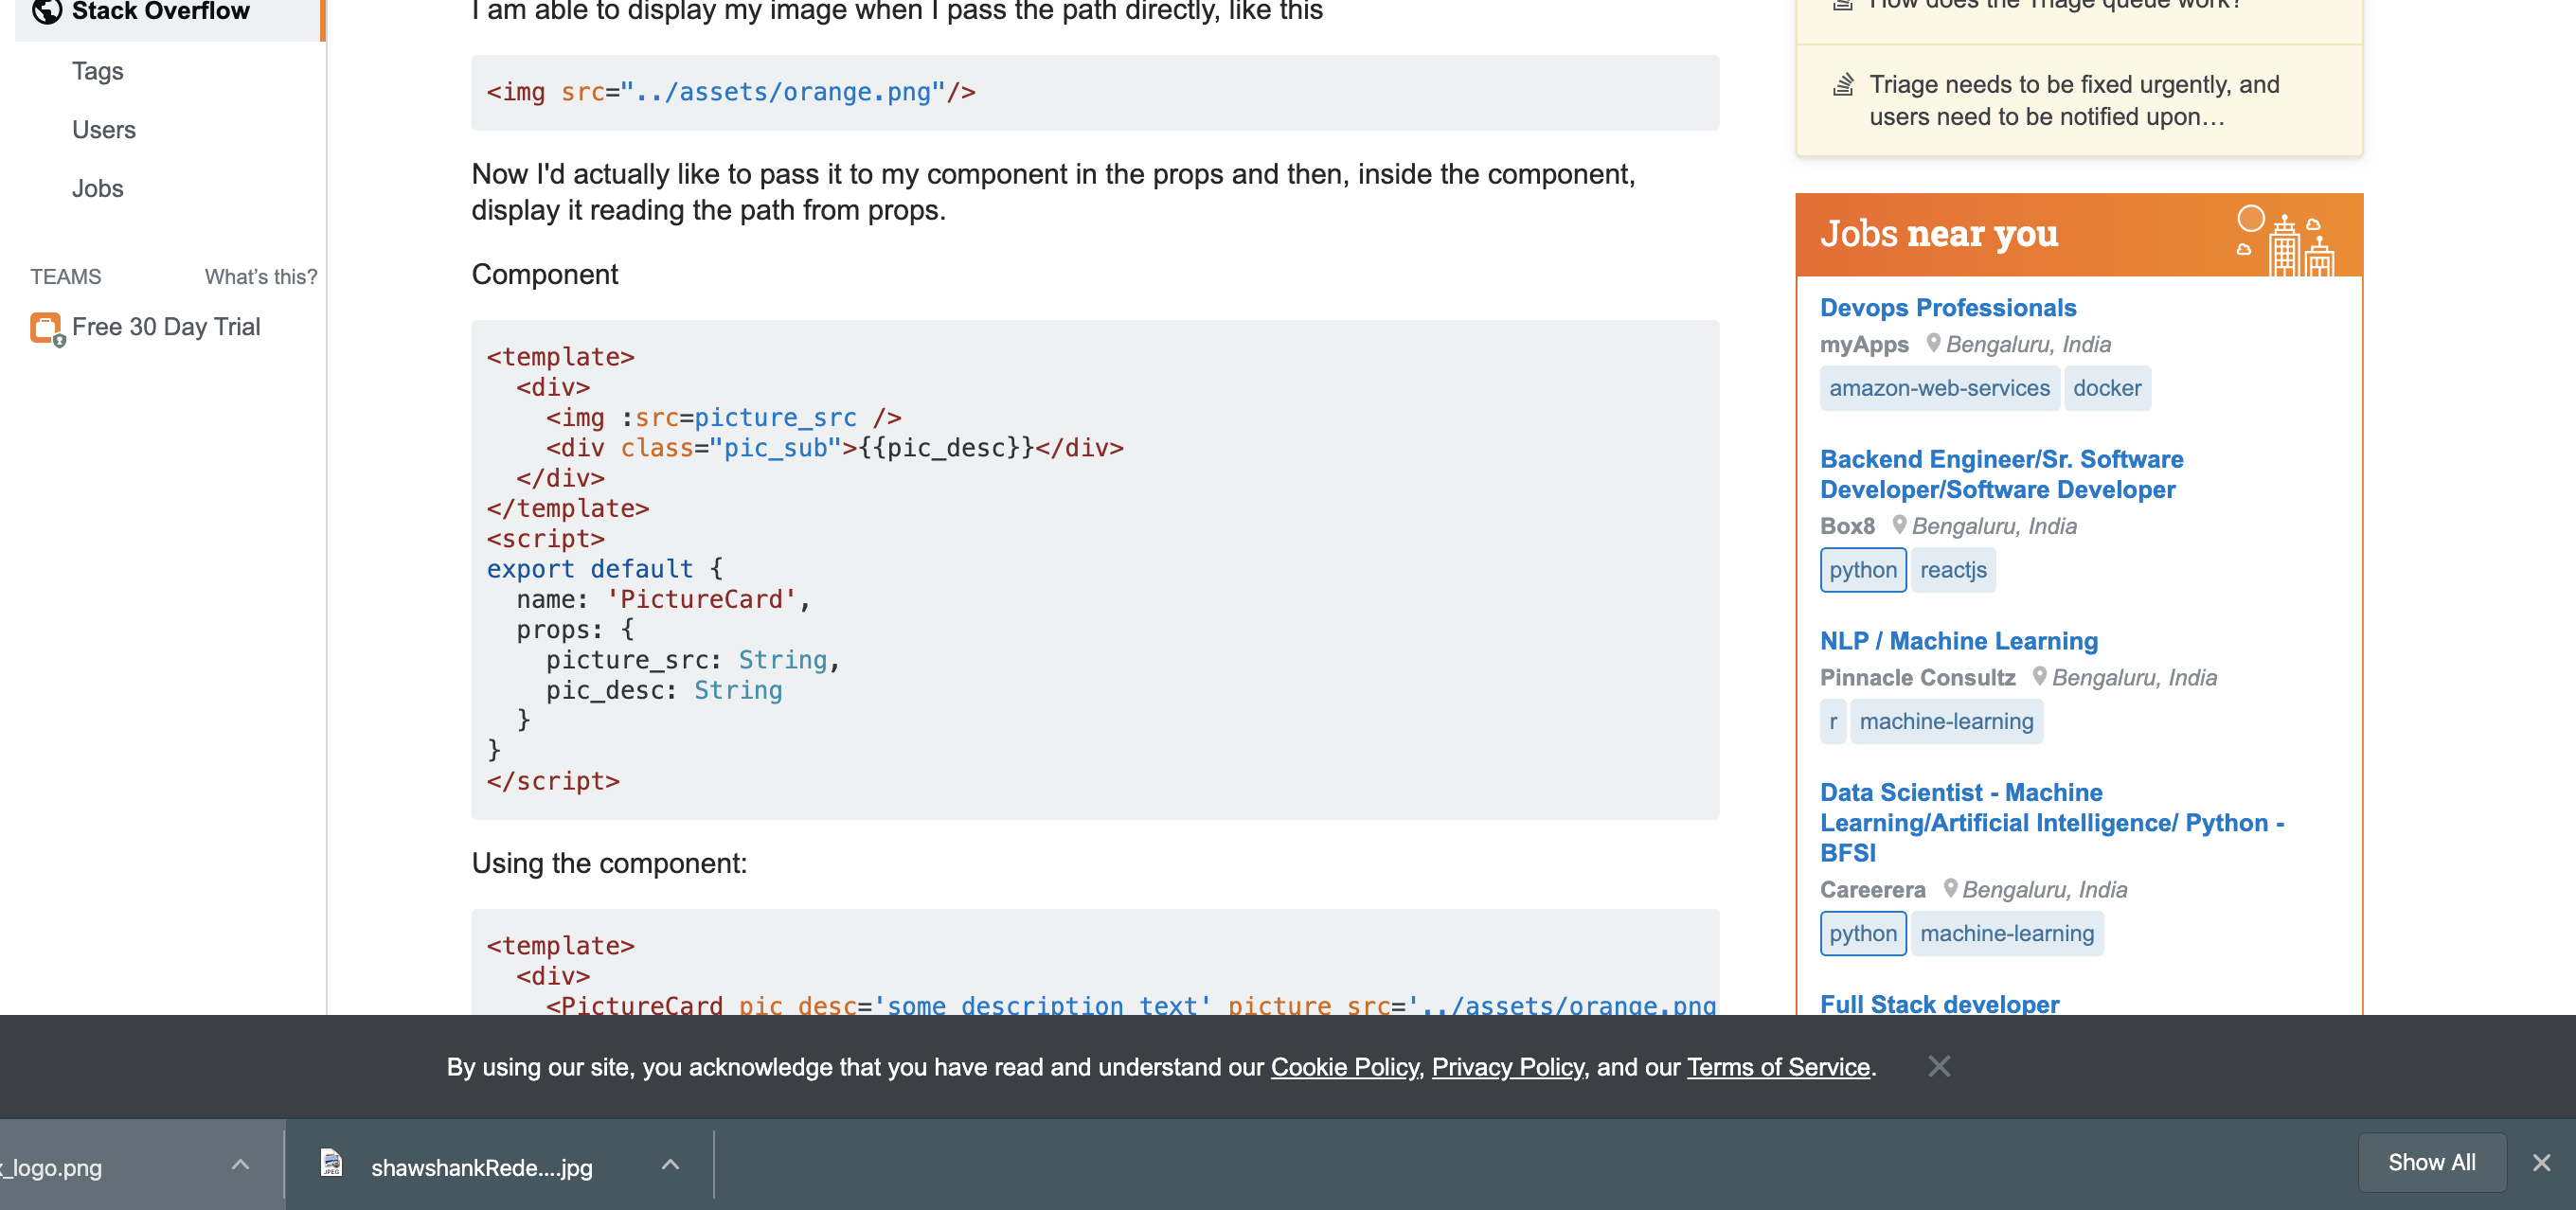 Stack Overflow
Tags
Users
Jobs
TEAMS What's this?
Free 30 Day Trial
I am able to display my image when I pass the path directly, like this
<img src="../assets/orange.png"/>
Now I'd actually like to pass it to my component in the props and then, inside the component,
display it reading the path from props.
Component
<template>
  <div>
    <img :src=picture_src />
    <div class="pic_sub">{{pic_desc}}</div>
  </div>
</template>
<script>
export default {
  name: 'PictureCard',
  props: {
    picture_src: String,
    pic_desc: String
  }
}
</script>
Using the component:
<template>
  <div>
    <PictureCard pic_desc='some description text' picture_src='../assets/orange.png
How does the Triage queue work?
Triage needs to be fixed urgently, and
users need to be notified upon…
Jobs near you
Devops Professionals
myApps Bengaluru, India
amazon-web-services docker
Backend Engineer/Sr. Software
Developer/Software Developer
Box8 Bengaluru, India
python reactjs
NLP / Machine Learning
Pinnacle Consultz Bengaluru, India
r machine-learning
Data Scientist - Machine
Learning/Artificial Intelligence/ Python -
BFSI
Careerera Bengaluru, India
python machine-learning
Full Stack developer
By using our site, you acknowledge that you have read and understand our Cookie Policy, Privacy Policy, and our Terms of Service.
_logo.png
shawshankRede....jpg
Show All